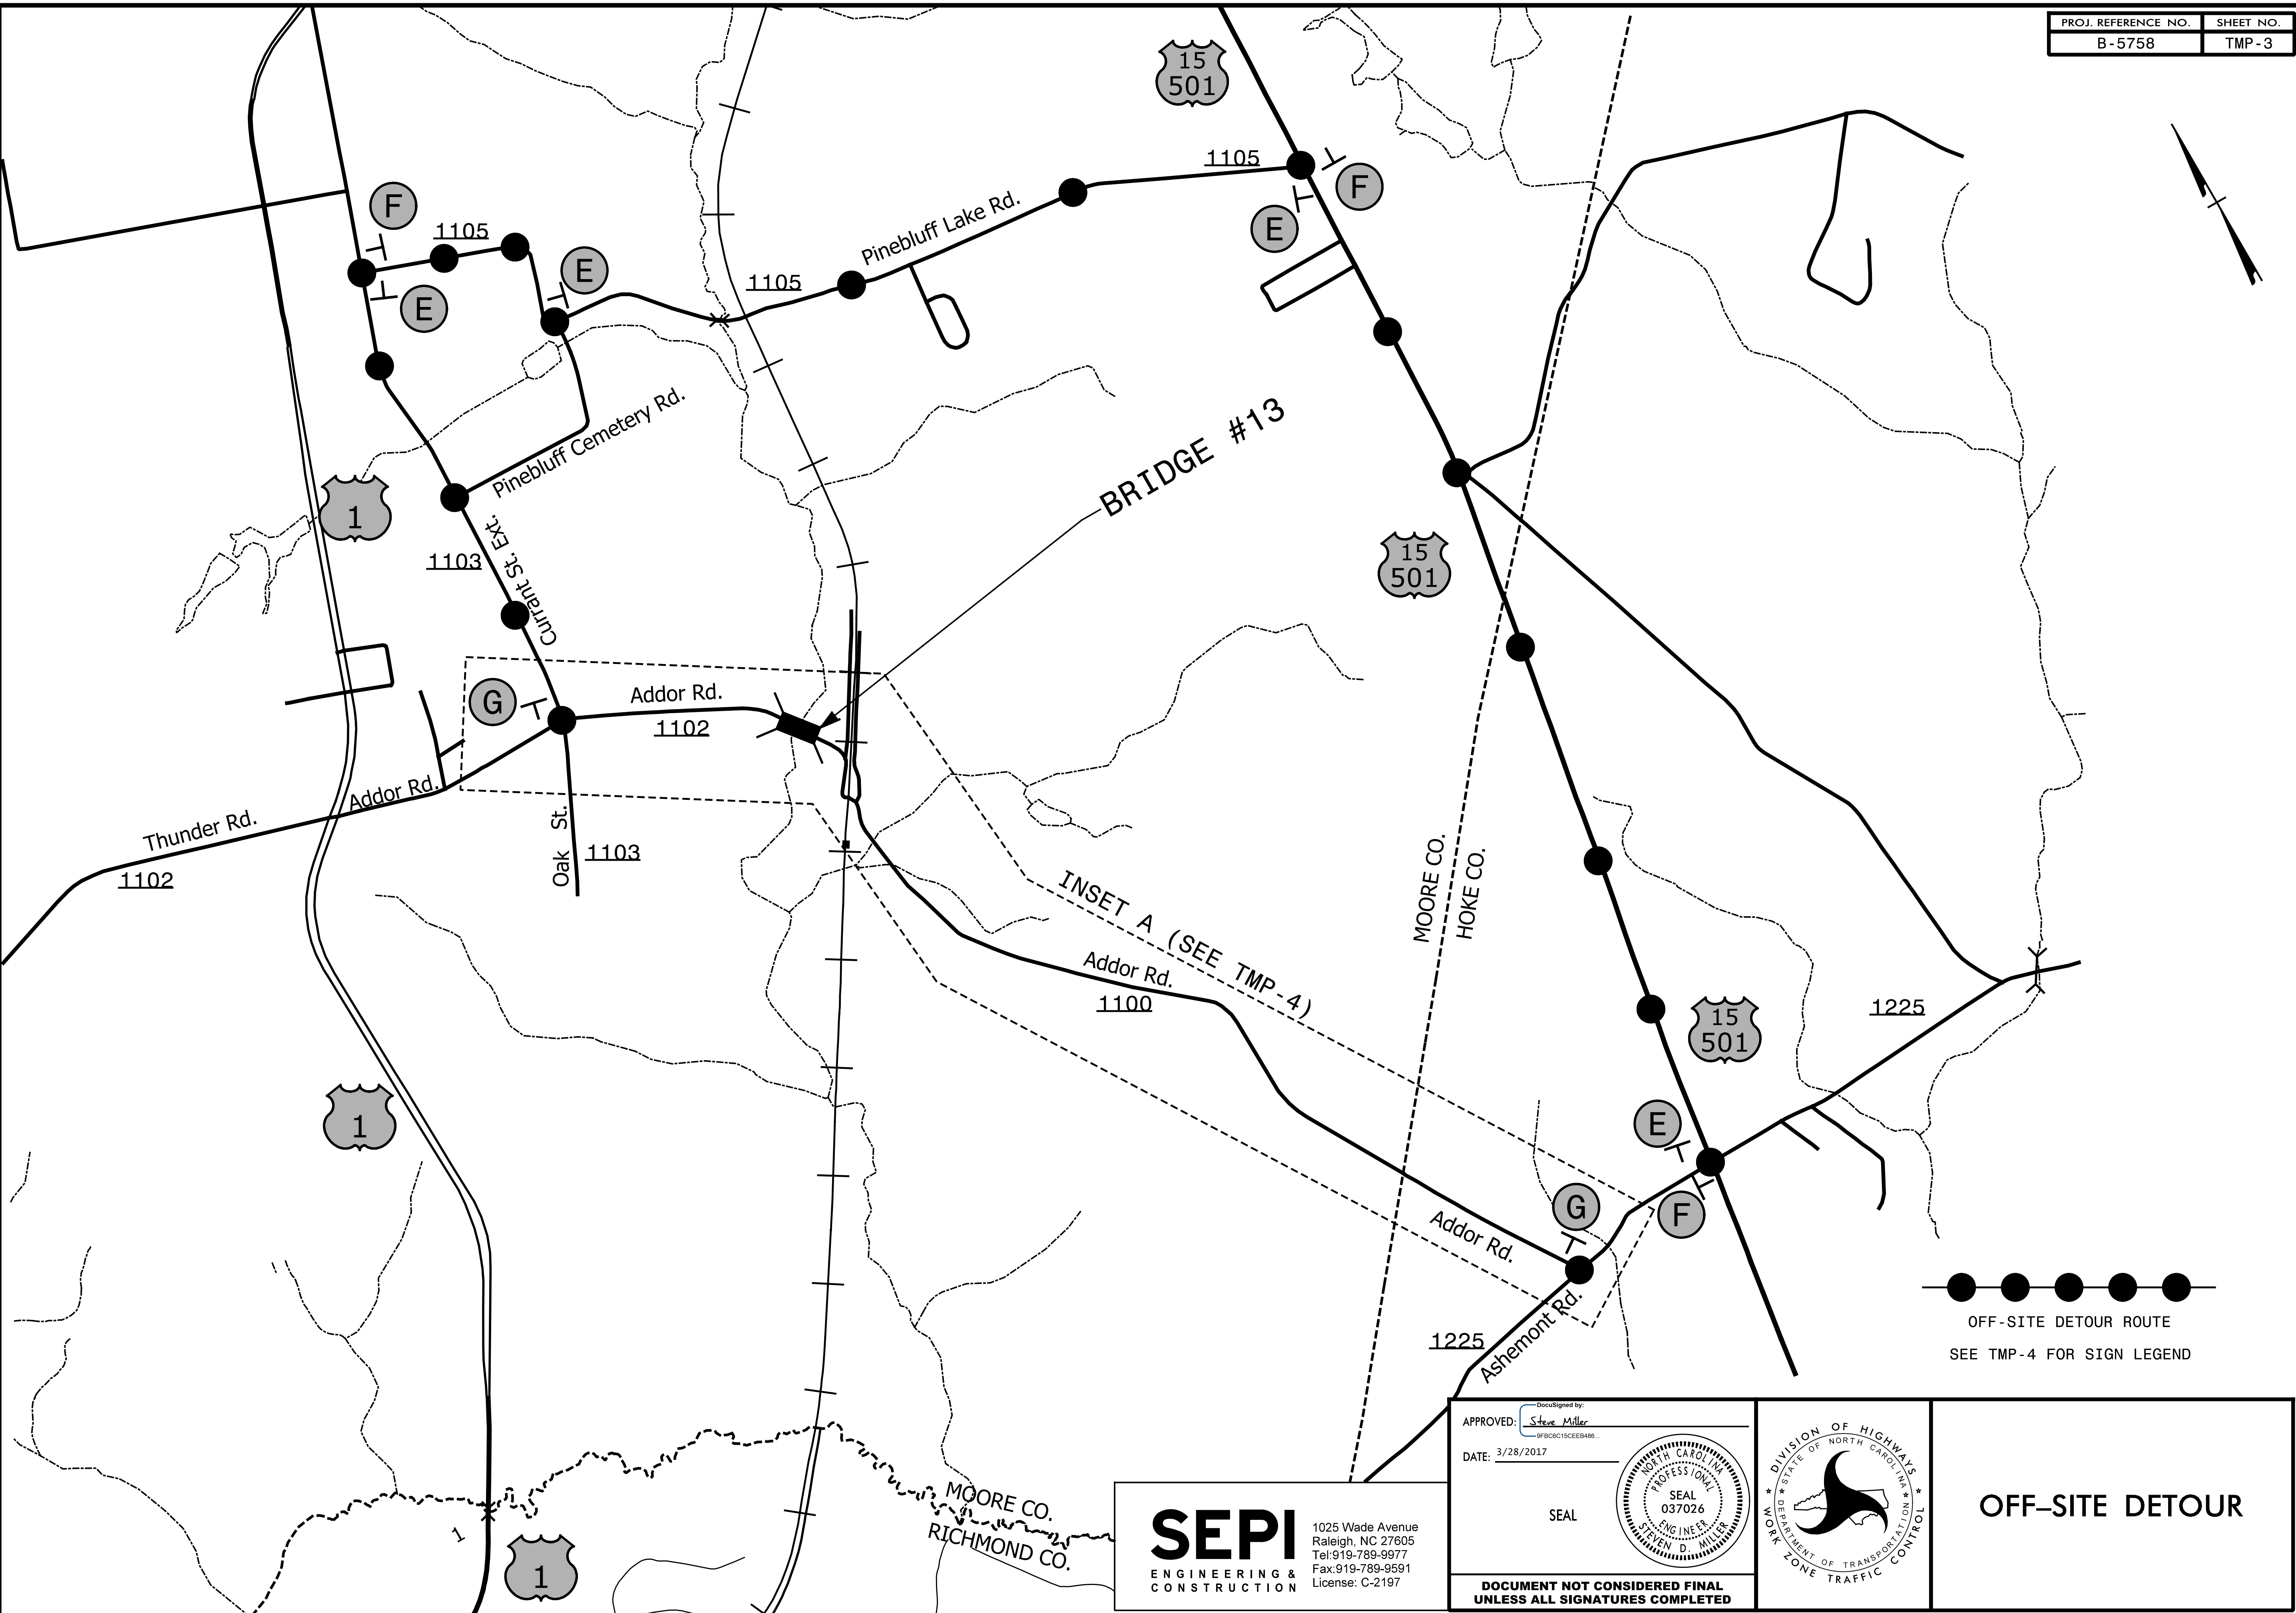 PROJ. REFERENCE NO. SHEET NO.
B-5758 TMP-3
15
501
1105
F
E
Pinebluff Lake Rd.
F
1105
E
E
1105
Pinebluff Cemetery Rd.
BRIDGE #13
1
Currant St. Ext.
1103
15
501
G
Addor Rd.
1102
Addor Rd.
Thunder Rd.
1102
Oak St.
1103
MOORE CO.
HOKE CO.
INSET A (SEE TMP-4)
Addor Rd.
1100
15
501
1225
1
E
G
F
Addor Rd.
1225
Ashemont Rd.
OFF-SITE DETOUR ROUTE
SEE TMP-4 FOR SIGN LEGEND
1
1
MOORE CO.
RICHMOND CO.
SEPI
ENGINEERING &
CONSTRUCTION
1025 Wade Avenue
Raleigh, NC 27605
Tel:919-789-9977
Fax:919-789-9591
License: C-2197
DocuSigned by:
APPROVED: Steve Miller
9FBC6C15CEEB486...
DATE: 3/28/2017
SEAL
NORTH CAROLINA
PROFESSIONAL
SEAL
037026
ENGINEER
STEVEN D. MILLER
DOCUMENT NOT CONSIDERED FINAL
UNLESS ALL SIGNATURES COMPLETED
DIVISION OF HIGHWAYS
STATE OF NORTH CAROLINA
DEPARTMENT OF TRANSPORTATION
WORK ZONE TRAFFIC CONTROL
OFF-SITE DETOUR